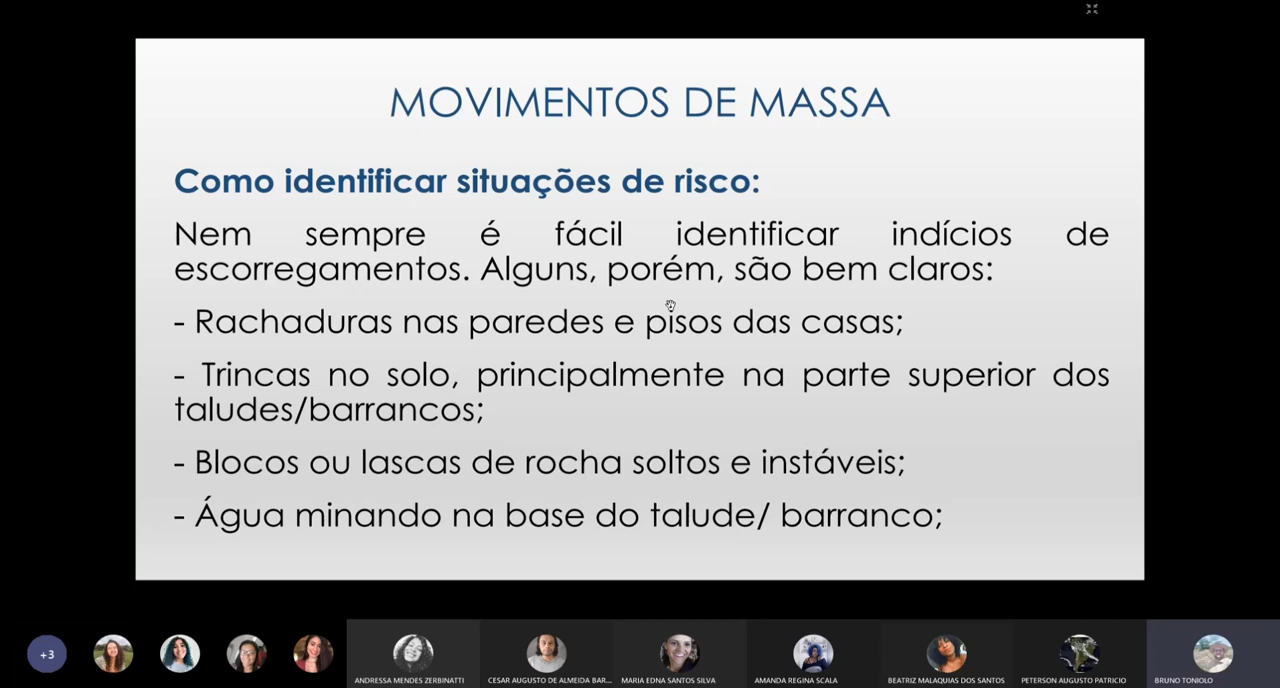 MOVIMENTOS DE MASSA
Como identificar situações de risco:
Nem sempre é fácil identificar indícios de
escorregamentos. Alguns, porém, são bem claros:
- Rachaduras nas paredes e pisos das casas;
- Trincas no solo, principalmente na parte superior dos
taludes/barrancos;
- Blocos ou lascas de rocha soltos e instáveis;
- Água minando na base do talude/ barranco;
+3
ANDRESSA MENDES ZERBINATTI
CESAR AUGUSTO DE ALMEIDA BAR...
MARIA EDNA SANTOS SILVA
AMANDA REGINA SCALA
BEATRIZ MALAQUIAS DOS SANTOS
PETERSON AUGUSTO PATRICIO
BRUNO TONIOLO